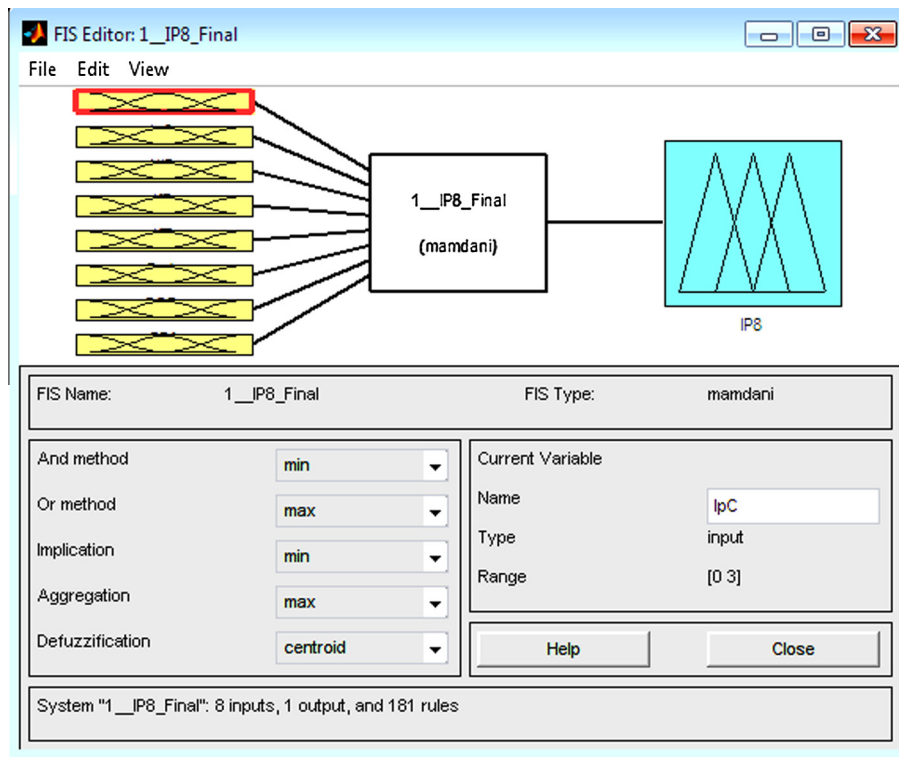 FIS Editor: 1__IP8_Final
File Edit View
1__IP8_Final
(mamdani)
IP8
FIS Name: 1__IP8_Final FIS Type: mamdani
And method min
Or method max
Implication min
Aggregation max
Defuzzification centroid
Current Variable
Name IpC
Type input
Range [0 3]
Help Close
System "1__IP8_Final": 8 inputs, 1 output, and 181 rules